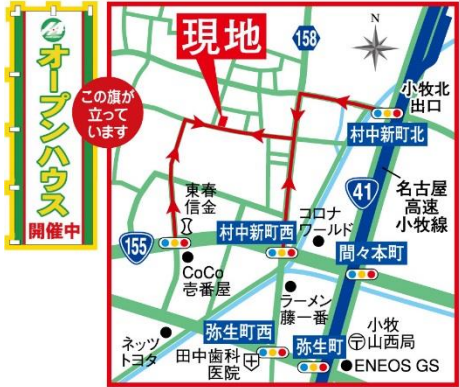 オープンハウス
開催中
この旗が
立って
います
現地
158
N
小牧北
出口
村中新町北
41
名古屋
高速
小牧線
東春
信金
155
村中新町西
コロナ
ワールド
間々本町
CoCo
壱番屋
ラーメン
藤一番
ネッツ
トヨタ
弥生町西
田中歯科
医院
弥生町
小牧
山西局
ENEOS GS